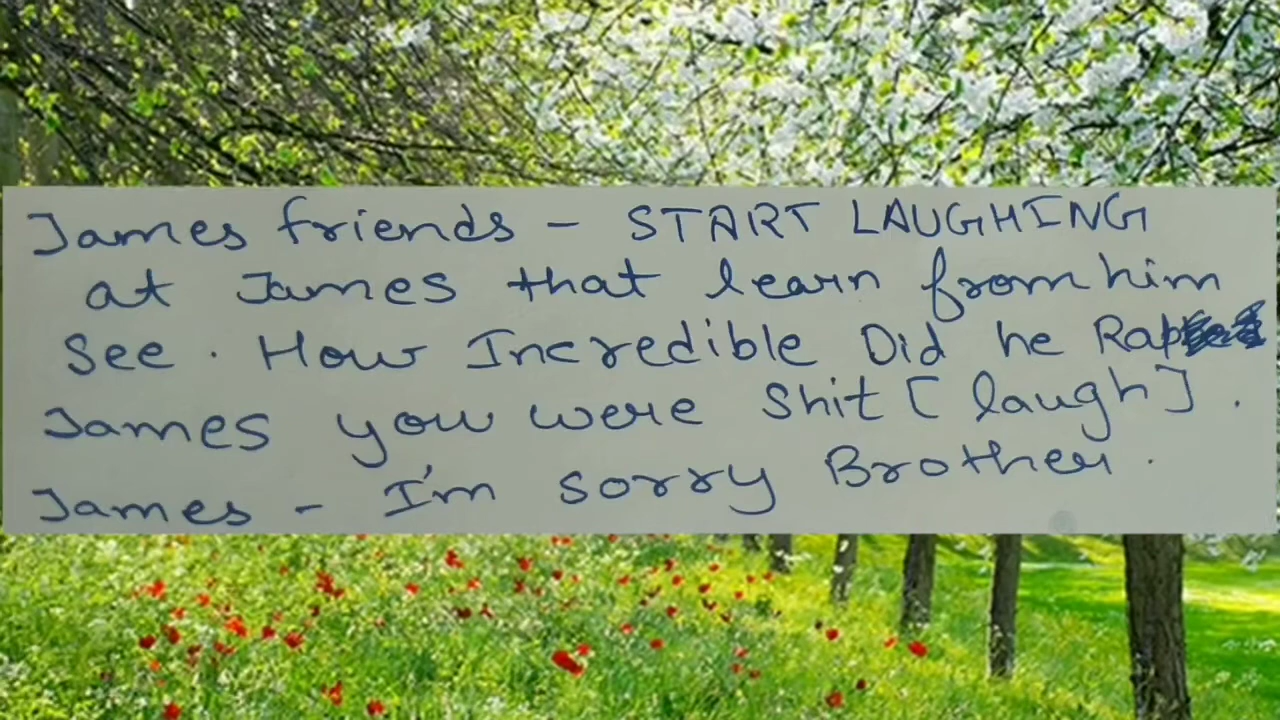 James friends - START LAUGHING
at James that learn from him
See. How Incredible Did he Rap
James you were Shit [laugh].
James - I'm sorry Brother.